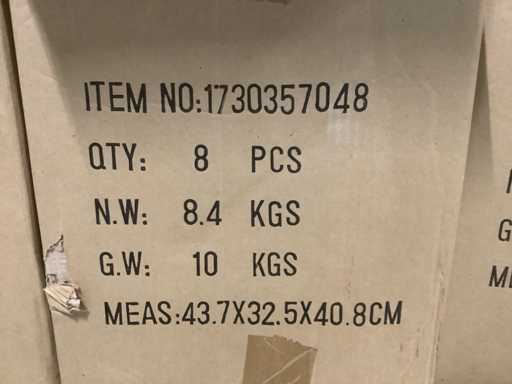 ITEM NO:1730357048
QTY: 8 PCS
N.W: 8.4 KGS
G.W: 10 KGS
MEAS:43.7X32.5X40.8CM